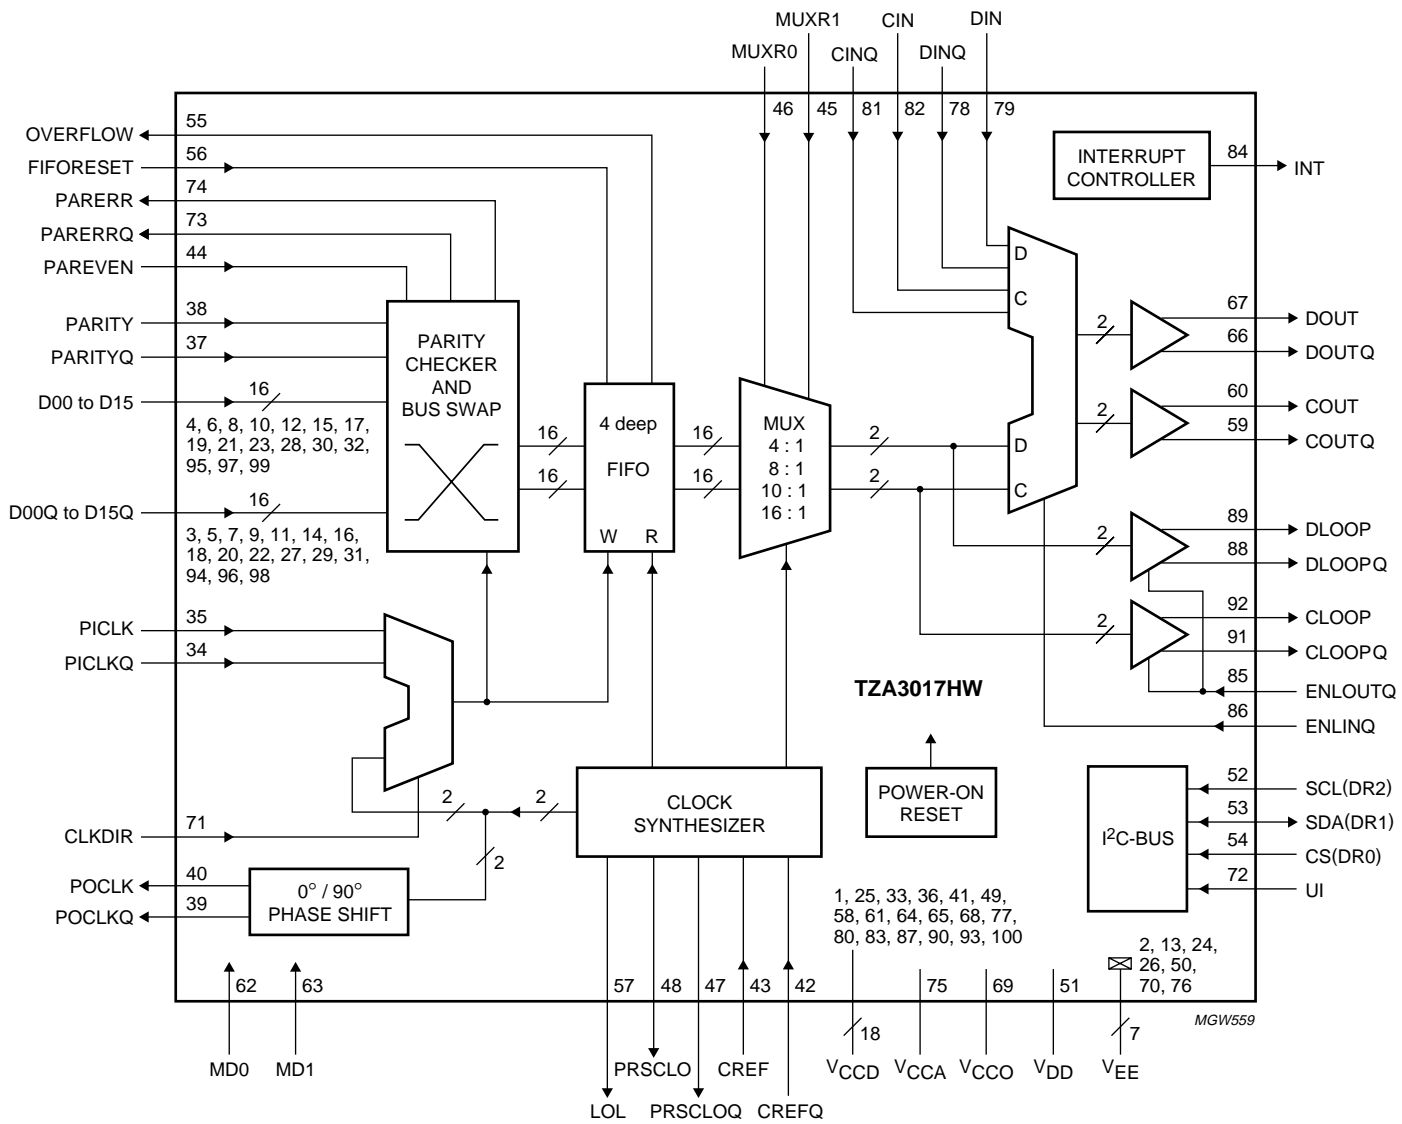 MUXR1
CIN
DIN
MUXR0
CINQ
DINQ
46
45
81
82
78
79
OVERFLOW
55
FIFORESET
56
PARERR
74
PARERRQ
73
PAREVEN
44
PARITY
38
PARITYQ
37
D00 to D15
16
4, 6, 8, 10, 12, 15, 17,
19, 21, 23, 28, 30, 32,
95, 97, 99
D00Q to D15Q
16
3, 5, 7, 9, 11, 14, 16,
18, 20, 22, 27, 29, 31,
94, 96, 98
PICLK
35
PICLKQ
34
CLKDIR
71
POCLK
40
POCLKQ
39
PARITY
CHECKER
AND
BUS SWAP
16
16
4 deep
FIFO
W
R
16
16
MUX
4 : 1
8 : 1
10 : 1
16 : 1
2
2
D
C
D
C
INTERRUPT
CONTROLLER
84
INT
2
67
DOUT
66
DOUTQ
2
60
COUT
59
COUTQ
2
89
DLOOP
88
DLOOPQ
2
92
CLOOP
91
CLOOPQ
85
ENLOUTQ
86
ENLINQ
TZA3017HW
2
2
2
CLOCK
SYNTHESIZER
POWER-ON
RESET
I2C-BUS
52
SCL(DR2)
53
SDA(DR1)
54
CS(DR0)
72
UI
0° / 90°
PHASE SHIFT
1, 25, 33, 36, 41, 49,
58, 61, 64, 65, 68, 77,
80, 83, 87, 90, 93, 100
2, 13, 24,
26, 50,
70, 76
62
63
57
48
47
43
42
75
69
51
MGW559
18
7
MD0
MD1
PRSCLO
CREF
VCCD
VCCA
VCCO
VDD
VEE
LOL
PRSCLOQ
CREFQ